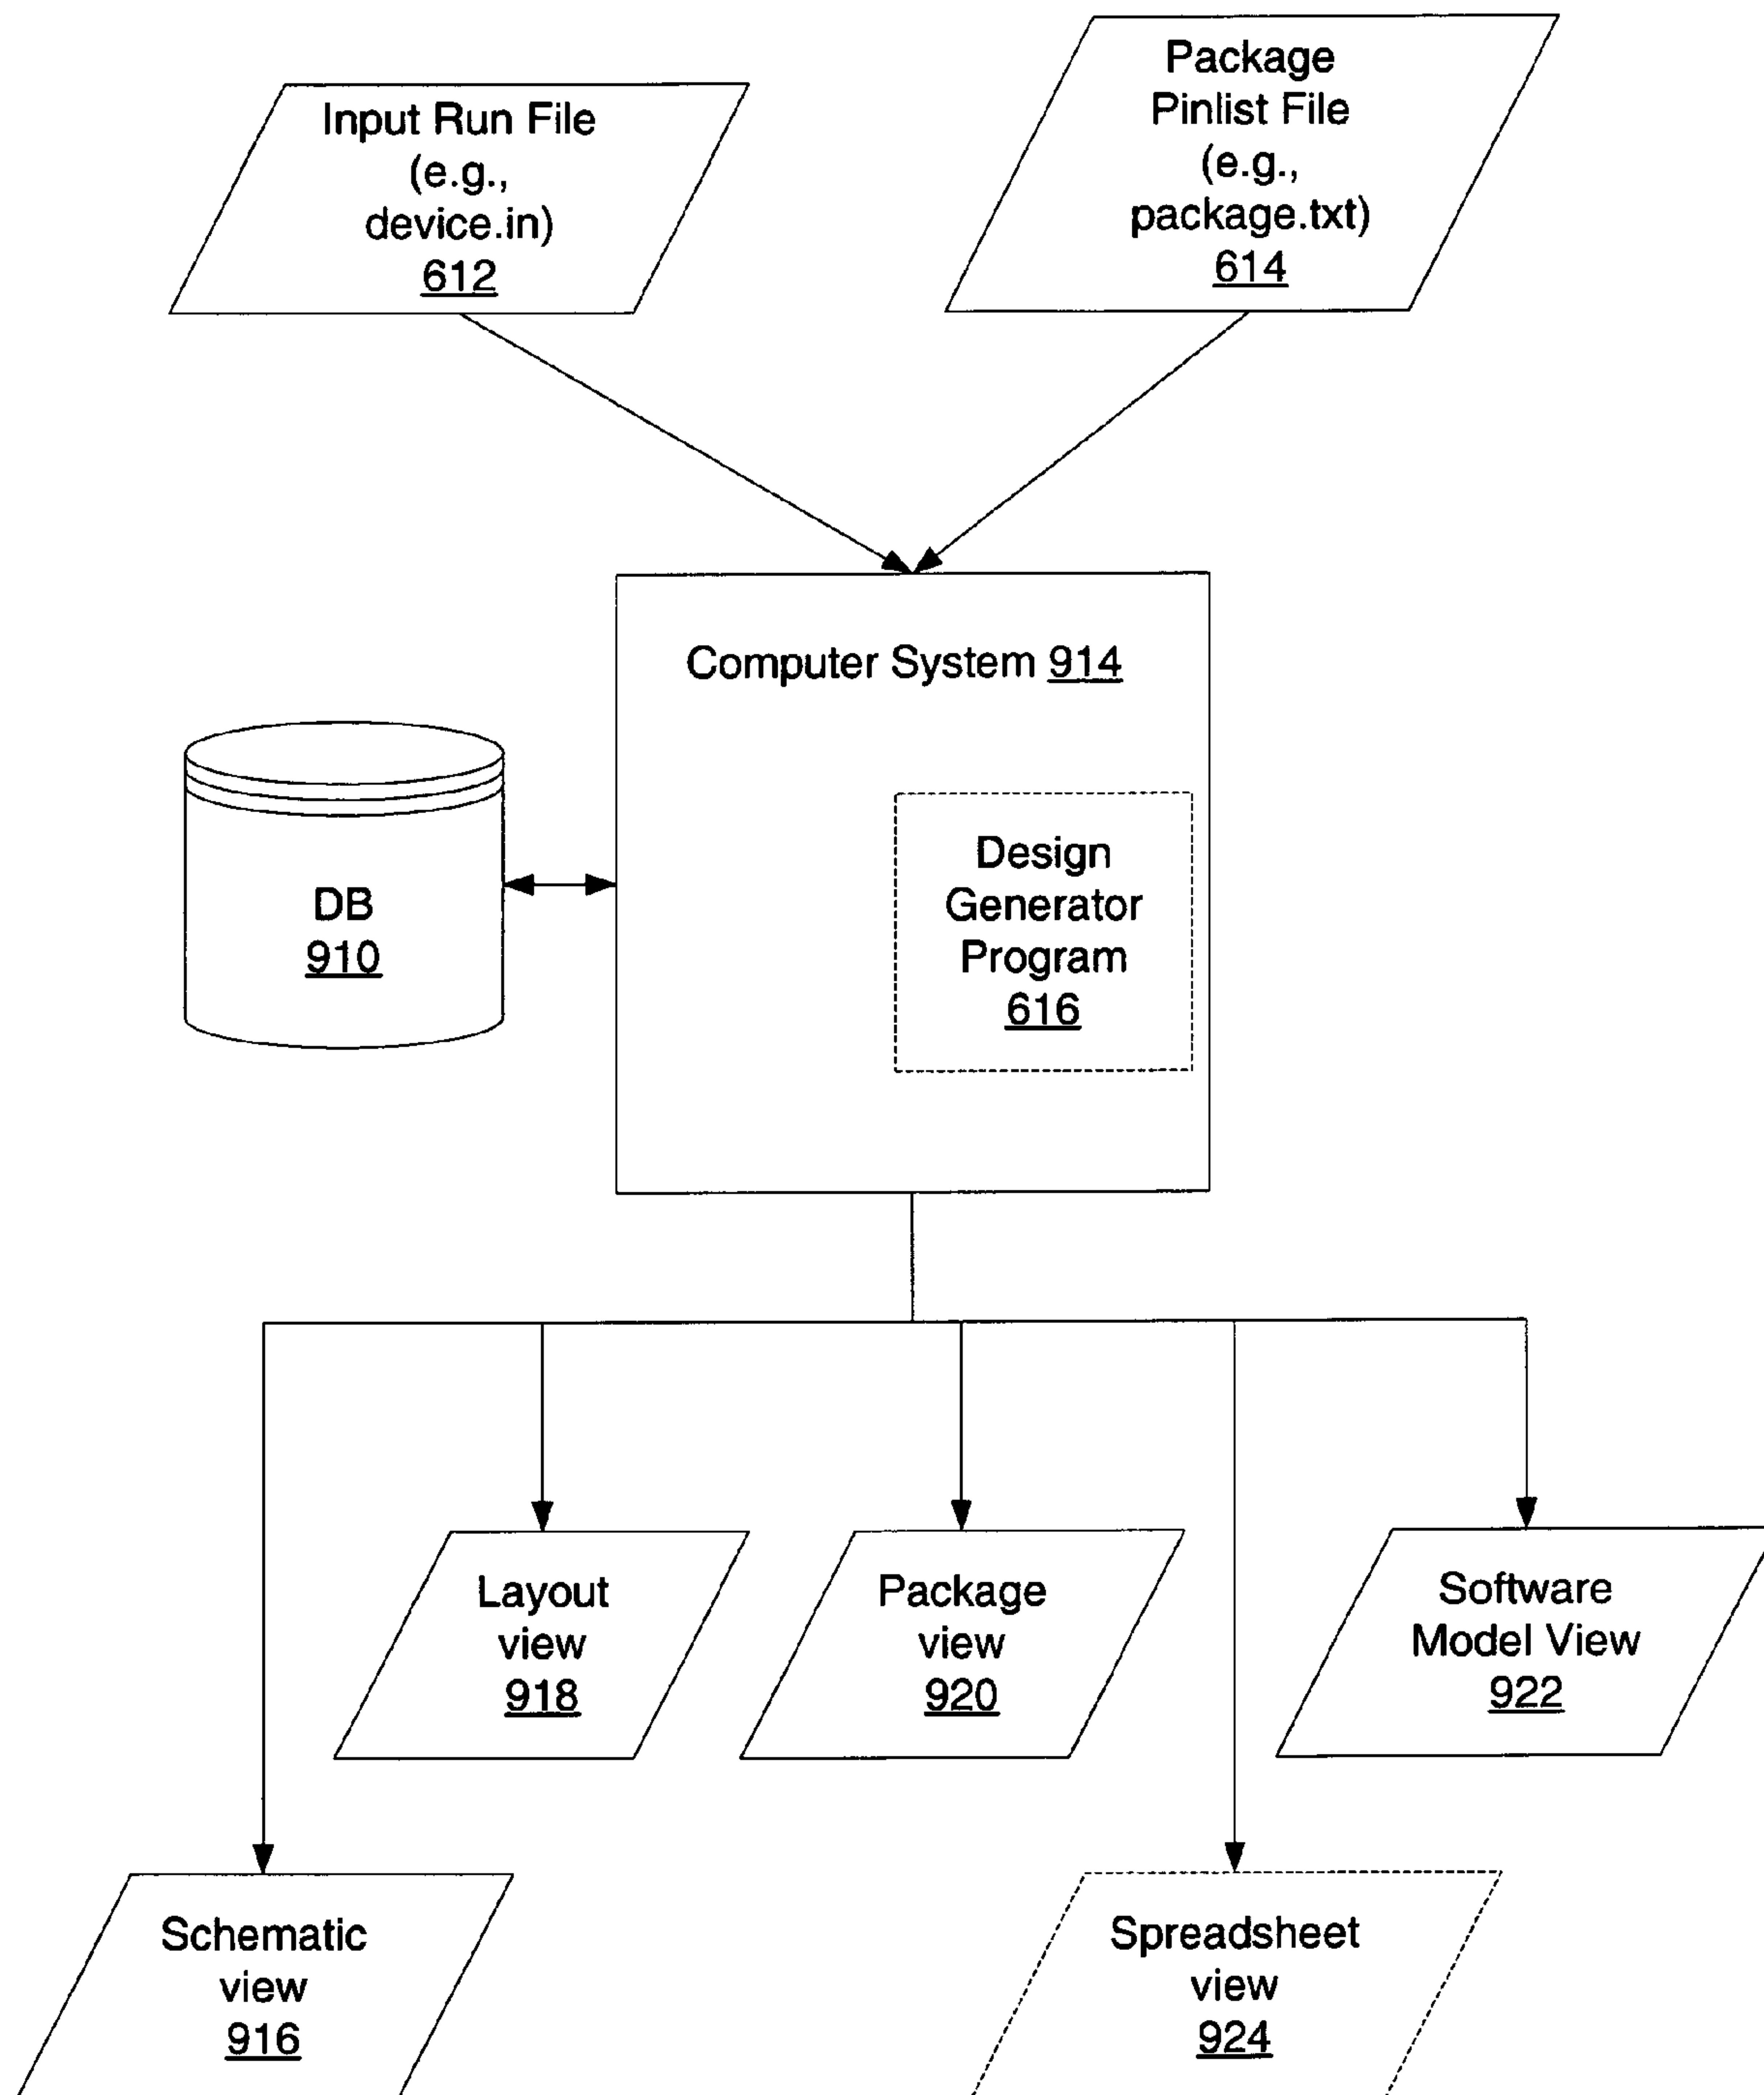 Input Run File
(e.g.,
device.in)
612
Package
Pinlist File
(e.g.,
package.txt)
614
Computer System 914
DB
910
Design
Generator
Program
616
Layout
view
918
Package
view
920
Software
Model View
922
Schematic
view
916
Spreadsheet
view
924